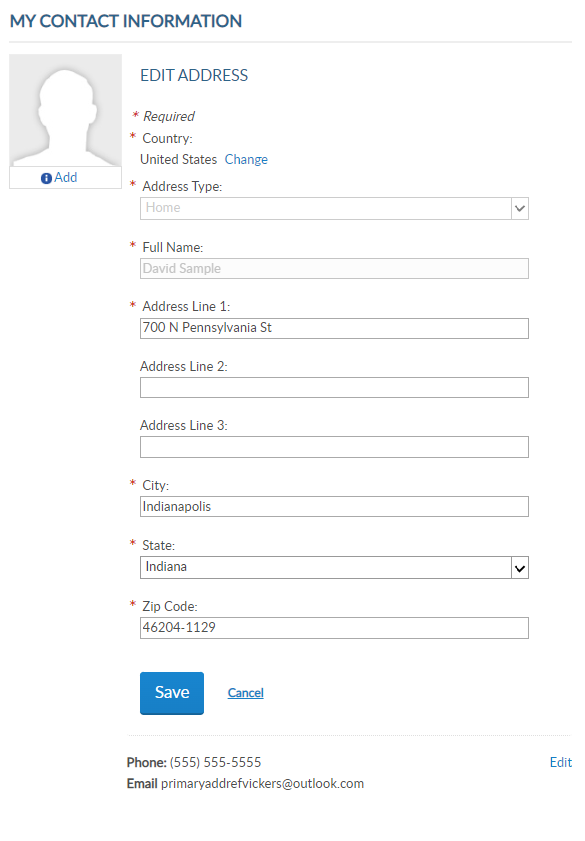 MY CONTACT INFORMATION
EDIT ADDRESS
* Required
* Country:
United States Change
Add
* Address Type:
Home
* Full Name:
David Sample
* Address Line 1:
700 N Pennsylvania St
Address Line 2:
Address Line 3:
* City:
Indianapolis
* State:
Indiana
* Zip Code:
46204-1129
Save Cancel
Phone: (555) 555-5555 Edit
Email primaryaddrefvickers@outlook.com